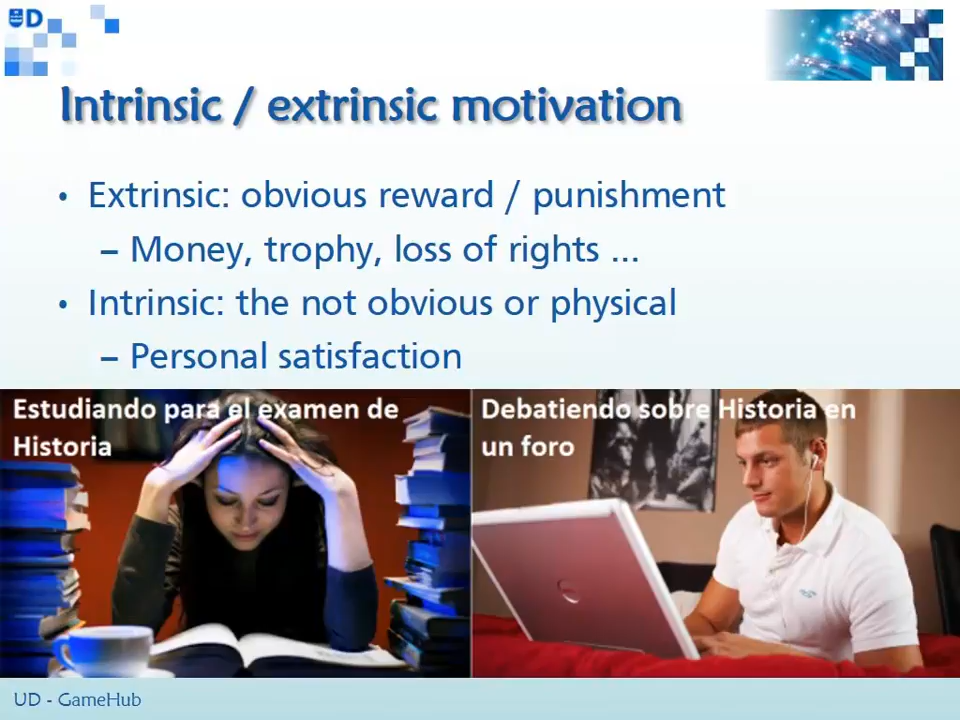 UD
Intrinsic / extrinsic motivation
• Extrinsic: obvious reward / punishment
– Money, trophy, loss of rights ...
• Intrinsic: the not obvious or physical
– Personal satisfaction
Estudiando para el examen de
Historia
Debatiendo sobre Historia en
un foro
UD - GameHub